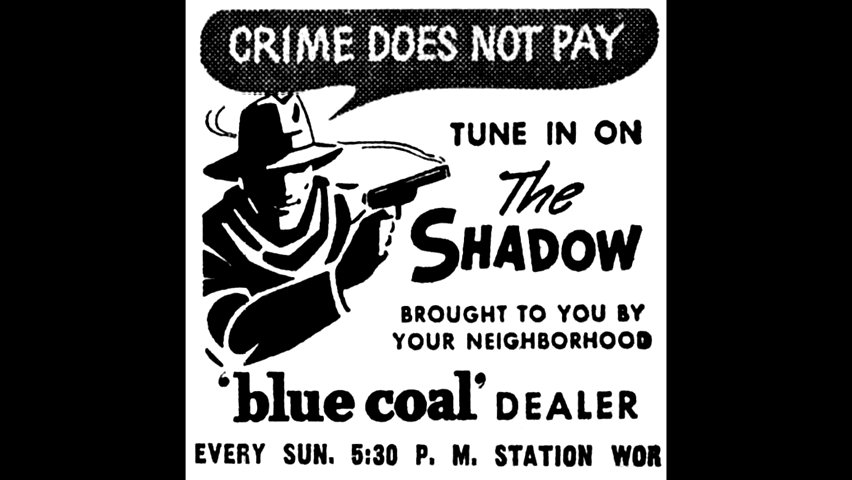 CRIME DOES NOT PAY
TUNE IN ON
The
SHADOW
BROUGHT TO YOU BY
YOUR NEIGHBORHOOD
'blue coal' DEALER
EVERY SUN. 5:30 P. M. STATION WOR